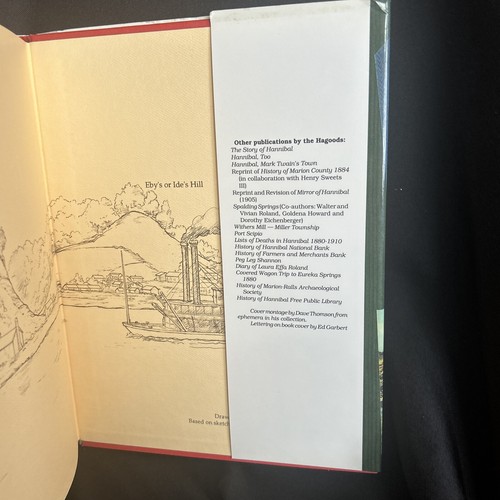 Eby's or Ide's Hill
Draw
Based on sketch
Other publications by the Hagoods:
The Story of Hannibal
Hannibal, Too
Hannibal, Mark Twain's Town
Reprint of History of Marion County 1884
(in collaboration with Henry Sweets
III)
Reprint and Revision of Mirror of Hannibal
(1905)
Spalding Springs (Co-authors: Walter and
Vivian Roland, Goldena Howard and
Dorothy Eichenberger)
Withers Mill — Miller Township
Port Scipio
Lists of Deaths in Hannibal 1880-1910
History of Hannibal National Bank
History of Farmers and Merchants Bank
Peg Leg Shannon
Diary of Laura Effa Roland
Covered Wagon Trip to Eureka Springs
1880
History of Marion-Ralls Archaeological
Society
History of Hannibal Free Public Library
Cover montage by Dave Thomson from
ephemera in his collection.
Lettering on book cover by Ed Garbert